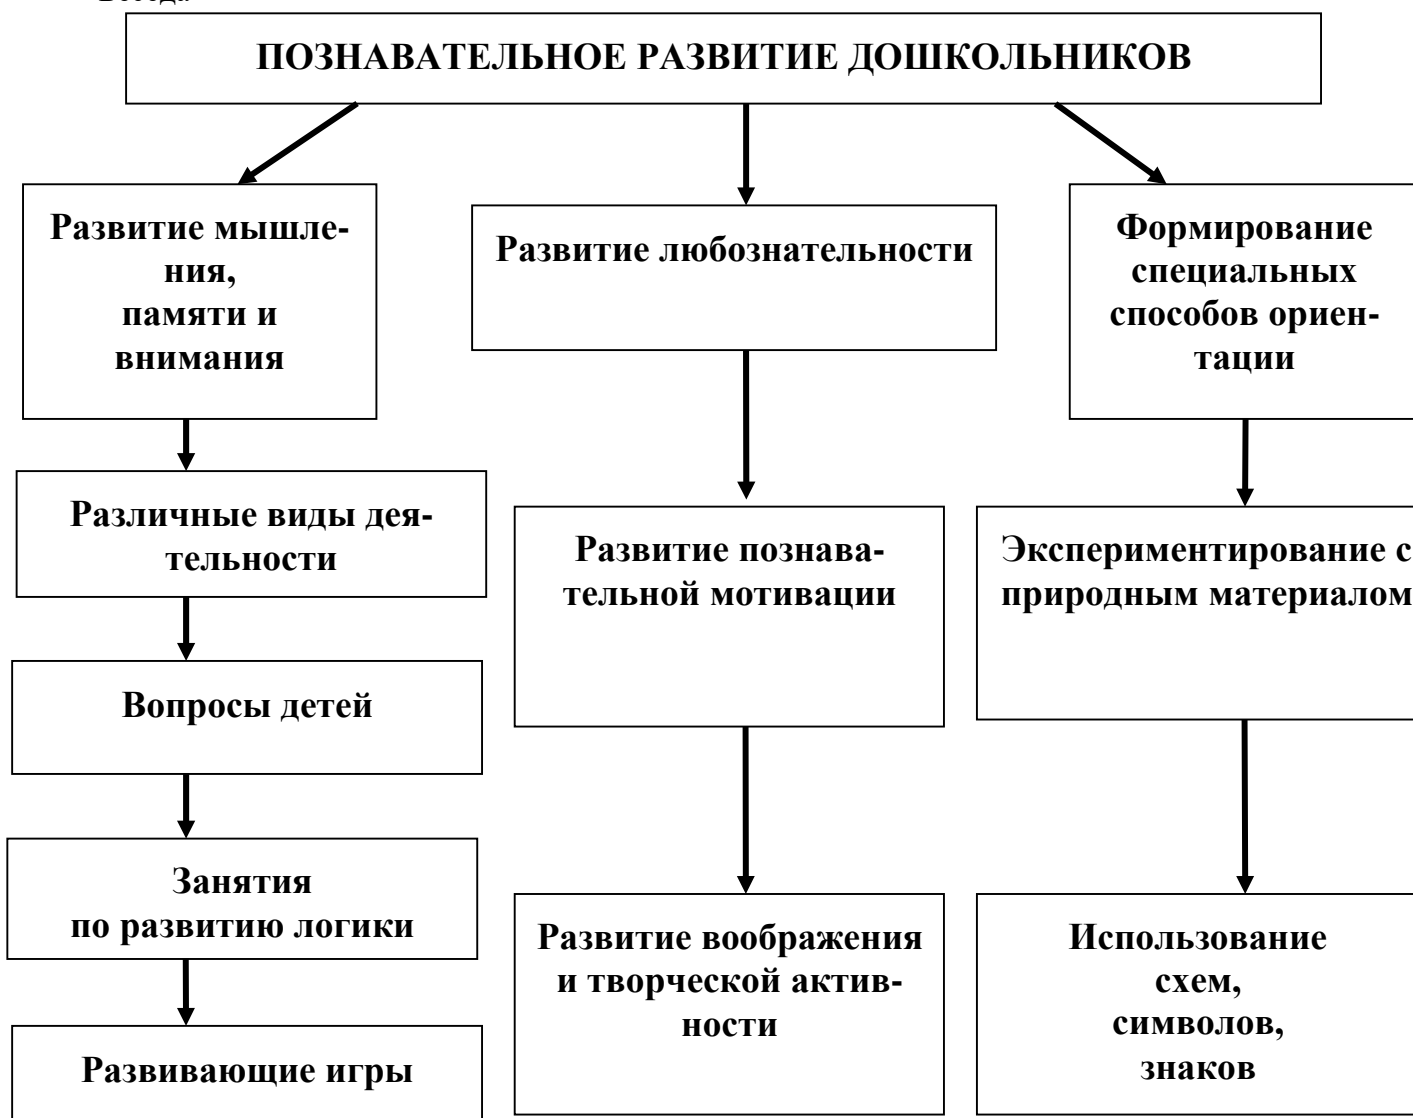 ПОЗНАВАТЕЛЬНОЕ РАЗВИТИЕ ДОШКОЛЬНИКОВ
Развитие мышле-
ния,
памяти и
внимания
Развитие любознательности
Формирование
специальных
способов ориен-
тации
Различные виды дея-
тельности
Развитие познава-
тельной мотивации
Экспериментирование с
природным материалом
Вопросы детей
Занятия
по развитию логики
Развитие воображения
и творческой актив-
ности
Использование
схем,
символов,
знаков
Развивающие игры